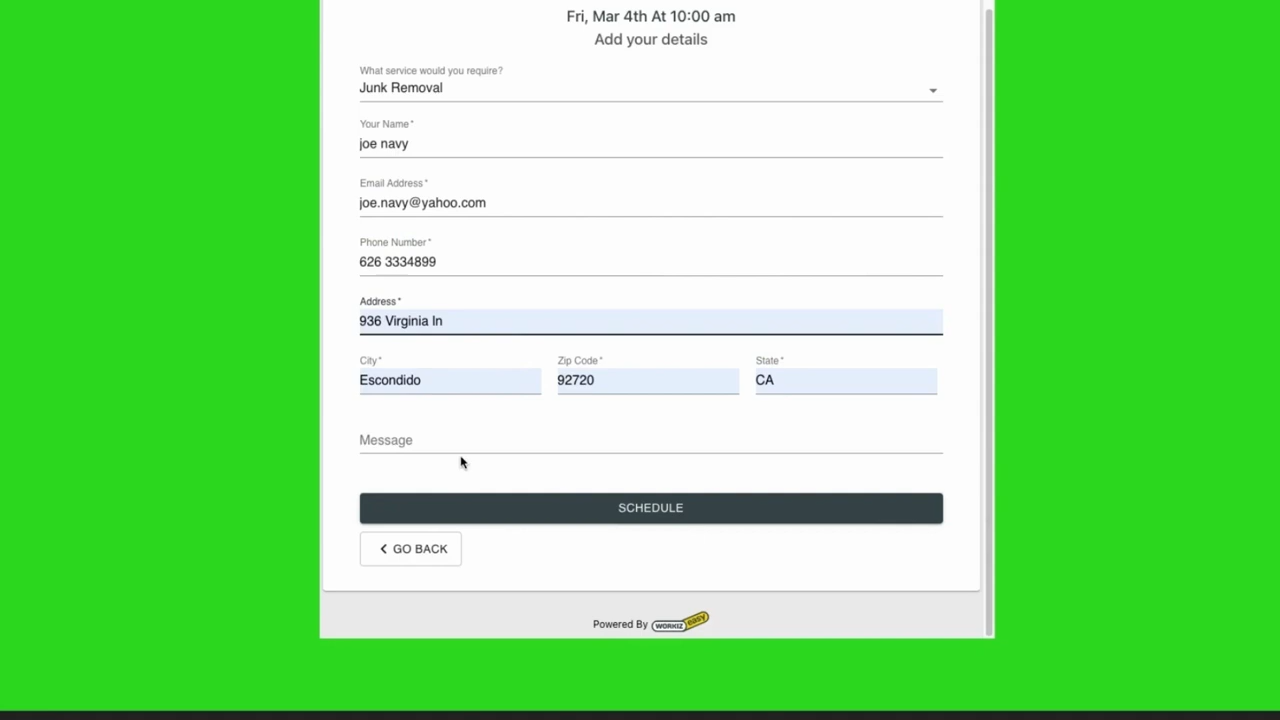 Fri, Mar 4th At 10:00 am
Add your details
What service would you require?
Junk Removal
Your Name*
joe navy
Email Address*
joe.navy@yahoo.com
Phone Number*
626 3334899
Address*
936 Virginia ln
City* Zip Code* State*
Escondido 92720 CA
Message
SCHEDULE
GO BACK
Powered By WORKIZ easy